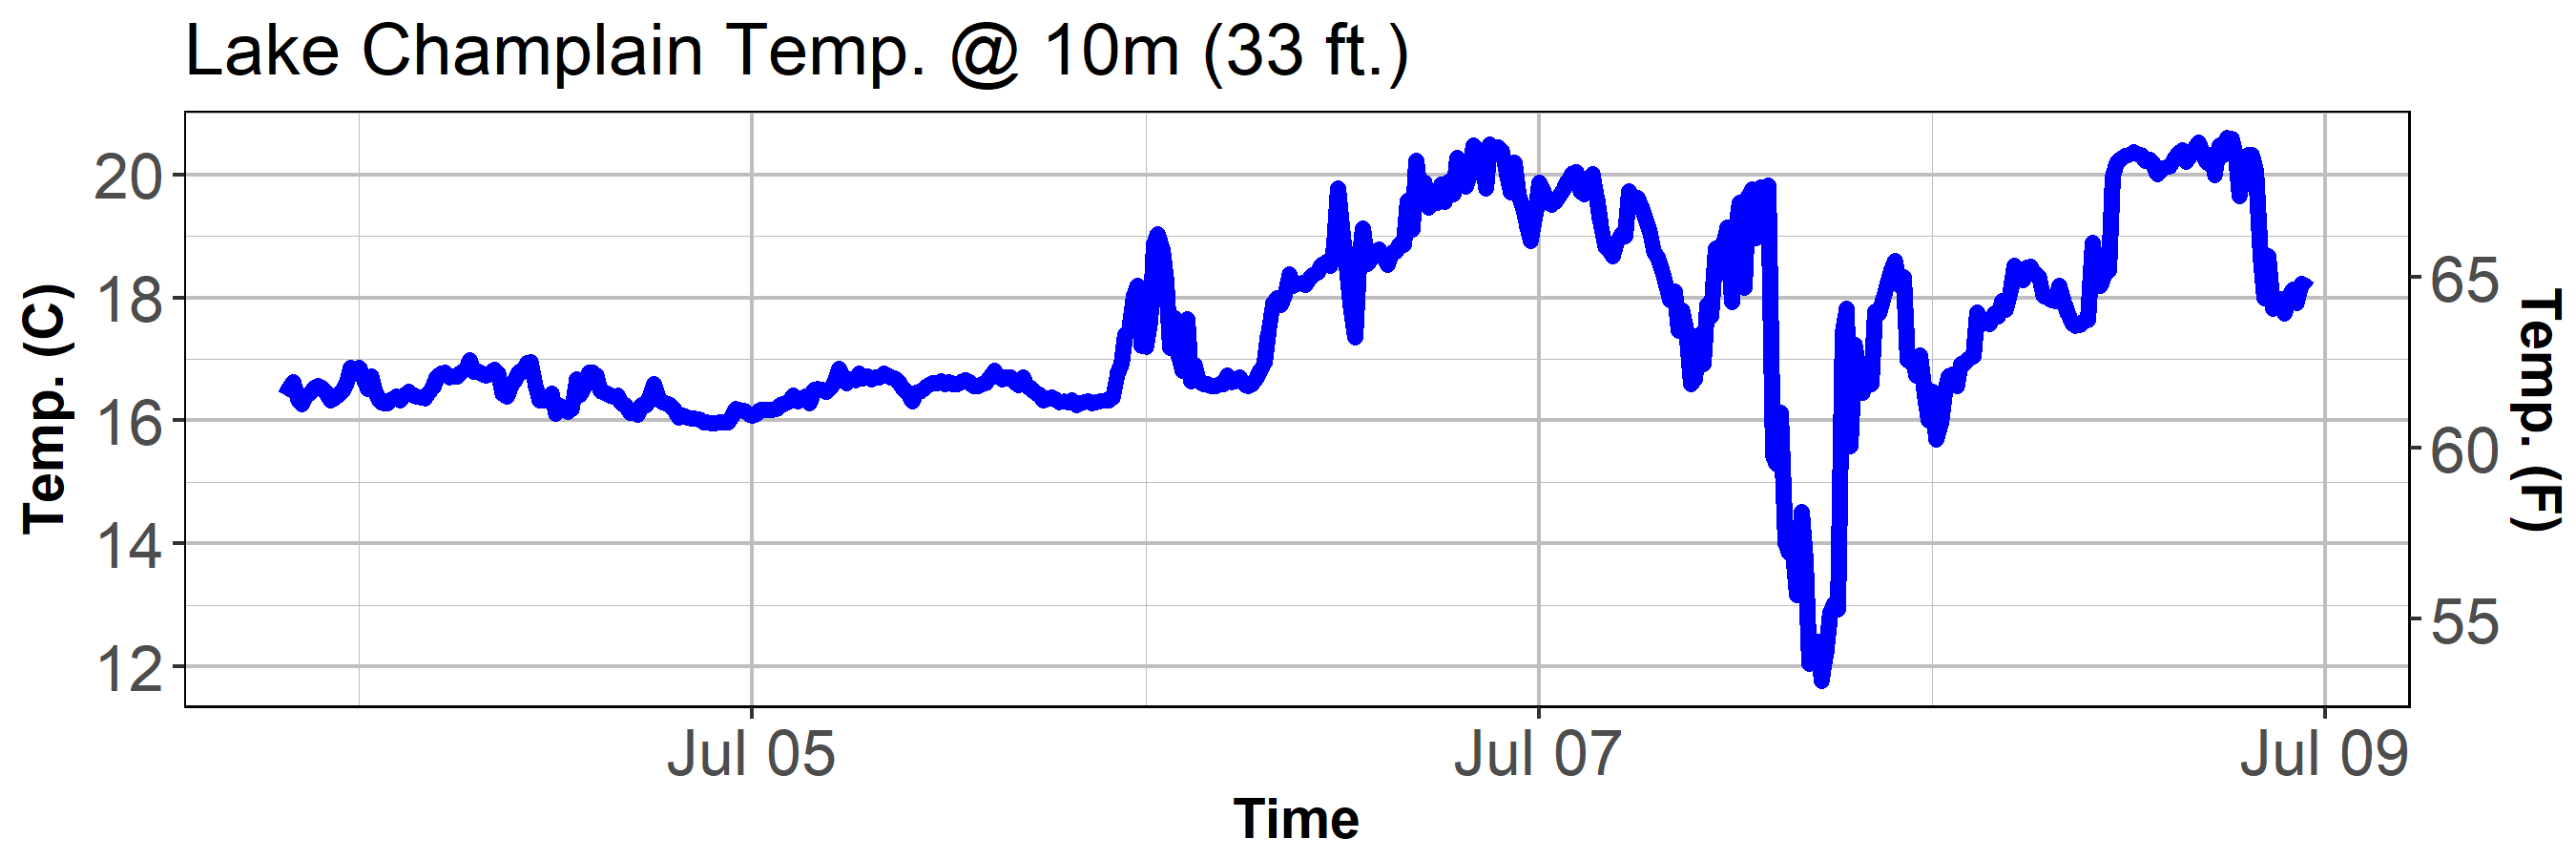 Lake Champlain Temp. @ 10m (33 ft.)
Temp. (C)
20
18
16
14
12
65
60
55
Temp. (F)
Jul 05
Jul 07
Jul 09
Time